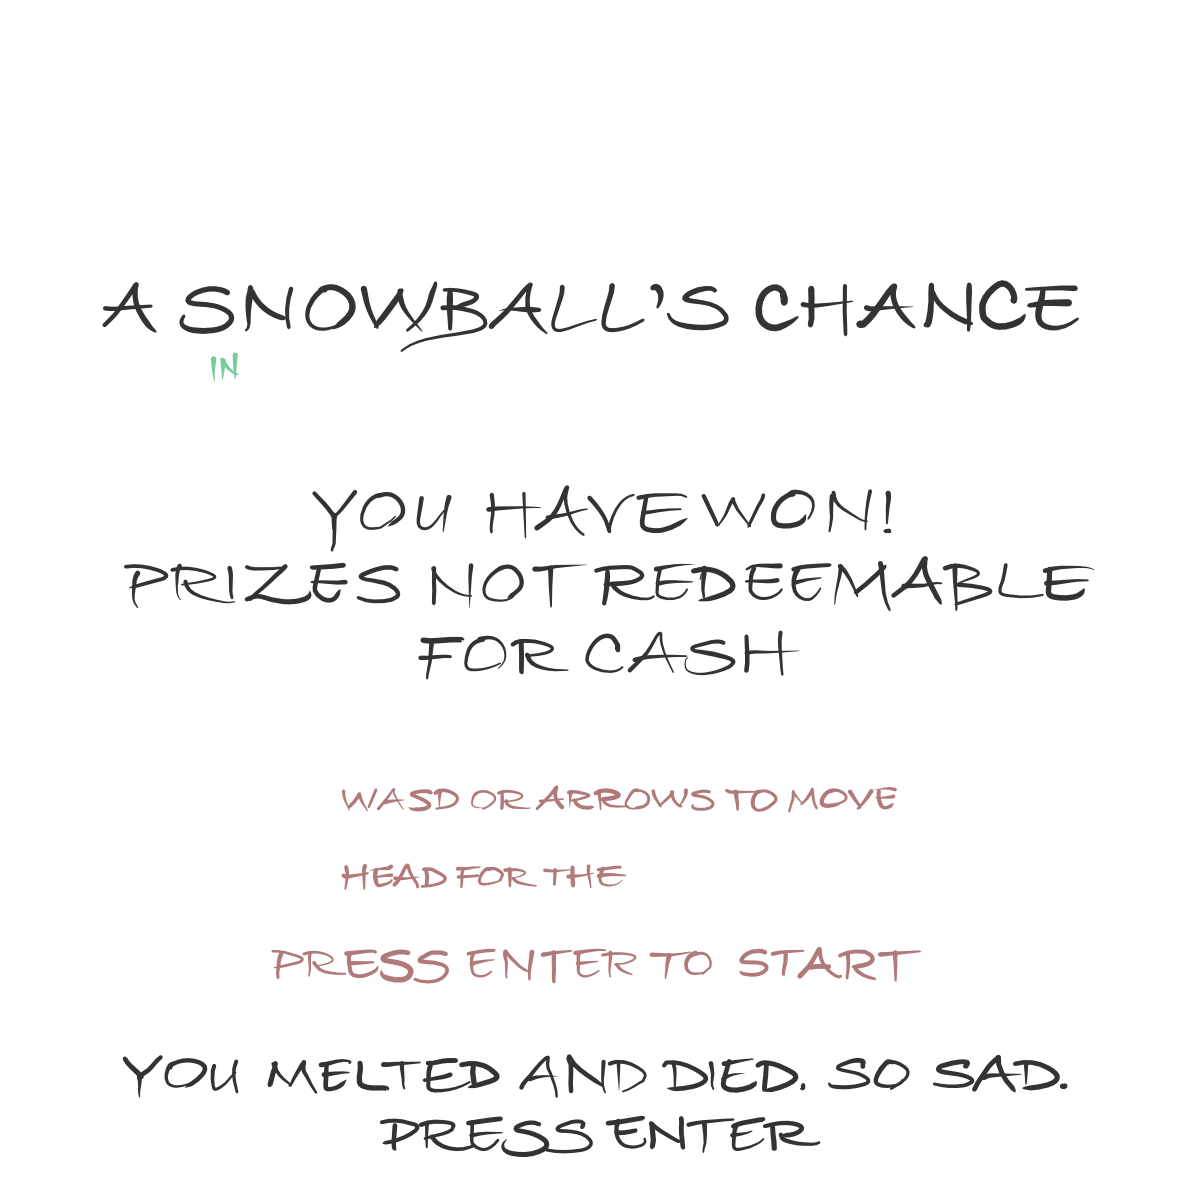 A SNOWBALL'S CHANCE
IN
YOU HAVE WON!
PRIZES NOT REDEEMABLE
FOR CASH
WASD OR ARROWS TO MOVE
HEAD FOR THE
PRESS ENTER TO START
YOU MELTED AND DIED. SO SAD.
PRESS ENTER